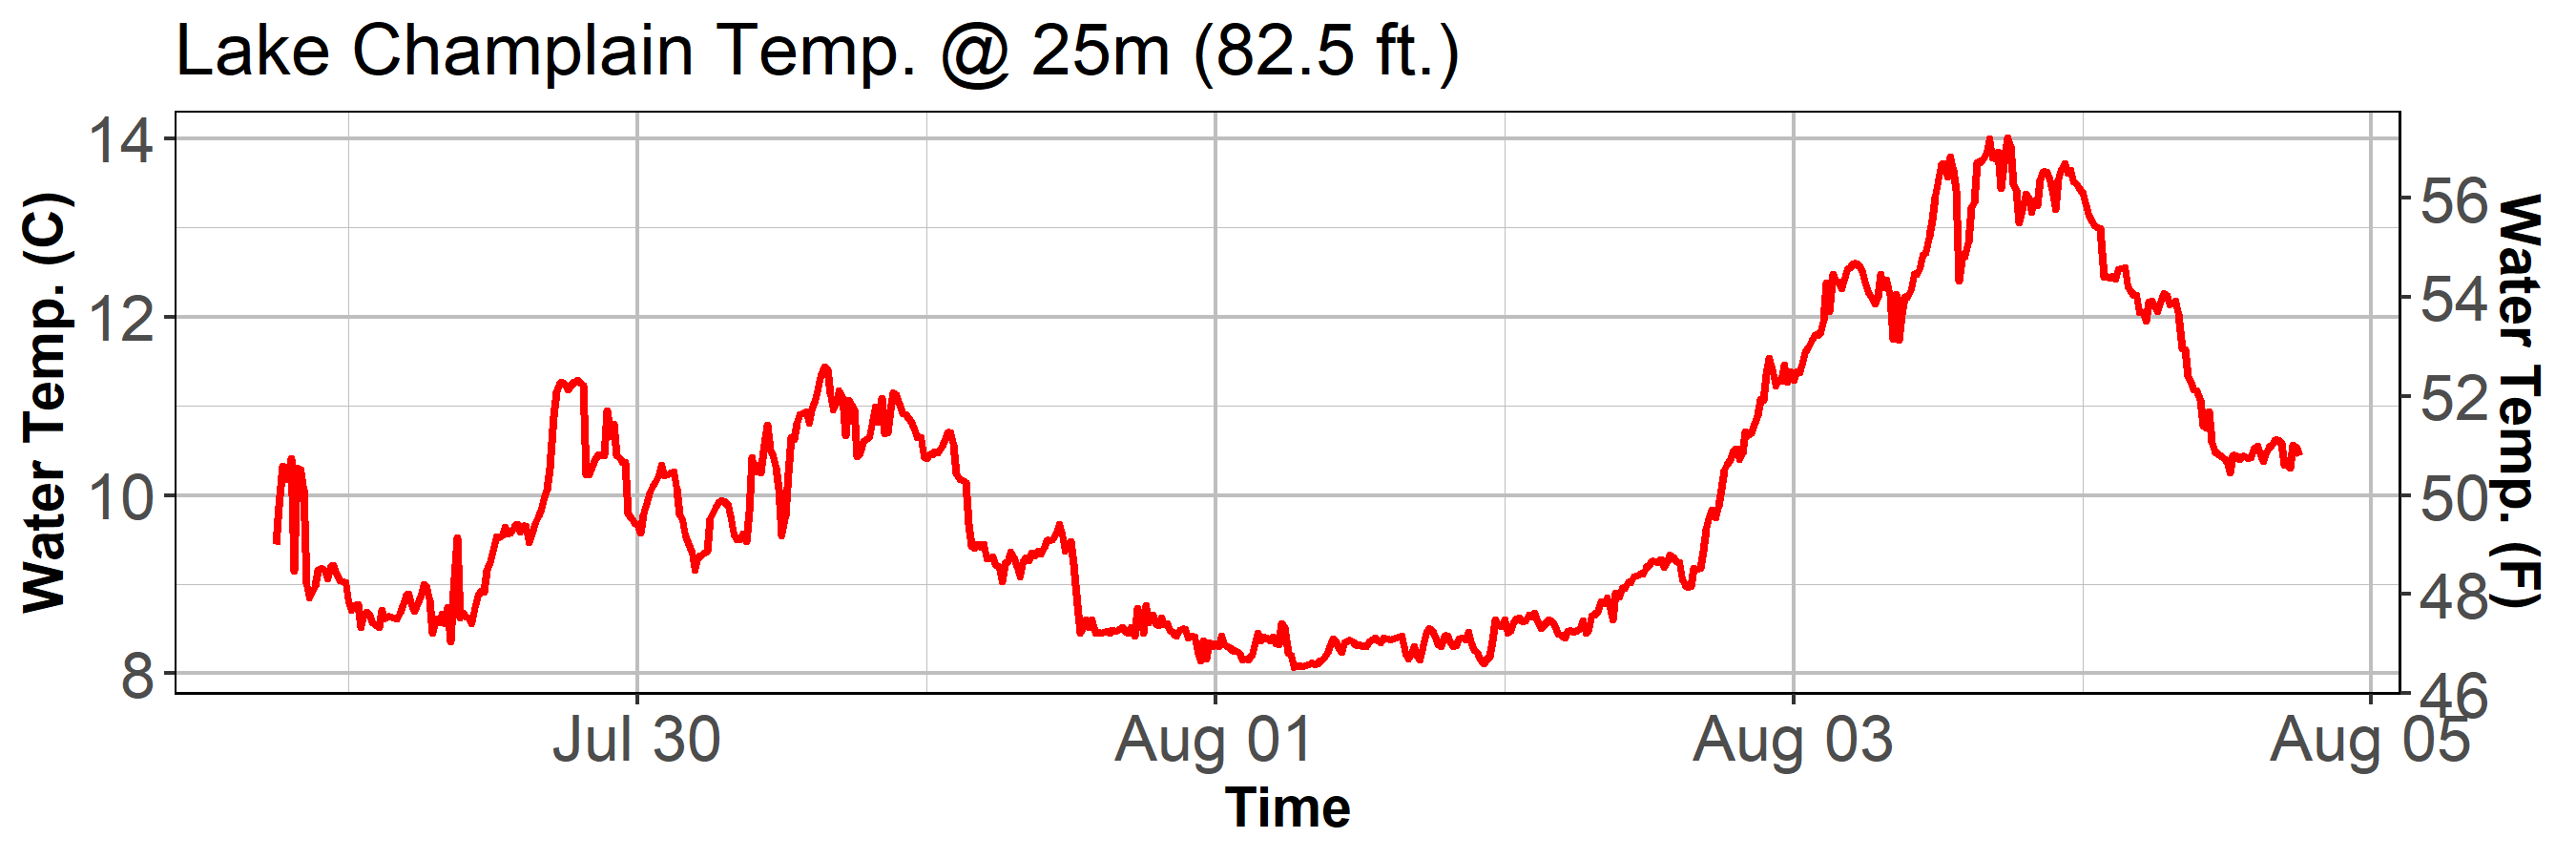 Lake Champlain Temp. @ 25m (82.5 ft.)
Water Temp. (C)
14
12
10
8
56
54
52
50
48
46
Water Temp. (F)
Jul 30
Aug 01
Aug 03
Aug 05
Time